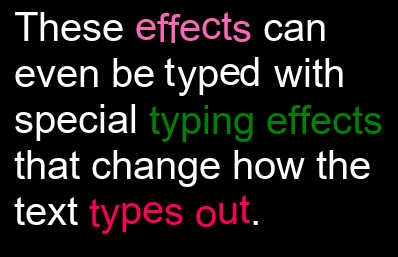 These effects can
even be typed with
special typing effects
that change how the
text types out.